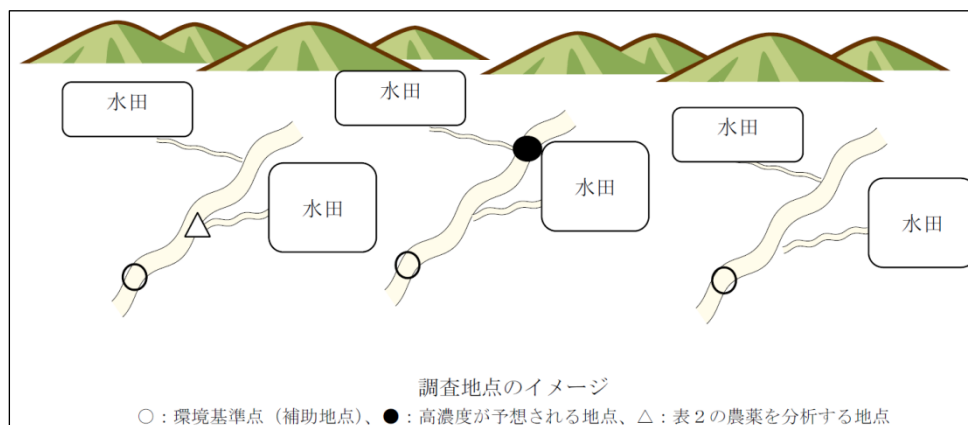 水田
水田
水田
水田
水田
水田
調査地点のイメージ
○：環境基準点（補助地点）、●：高濃度が予想される地点、△：表２の農薬を分析する地点